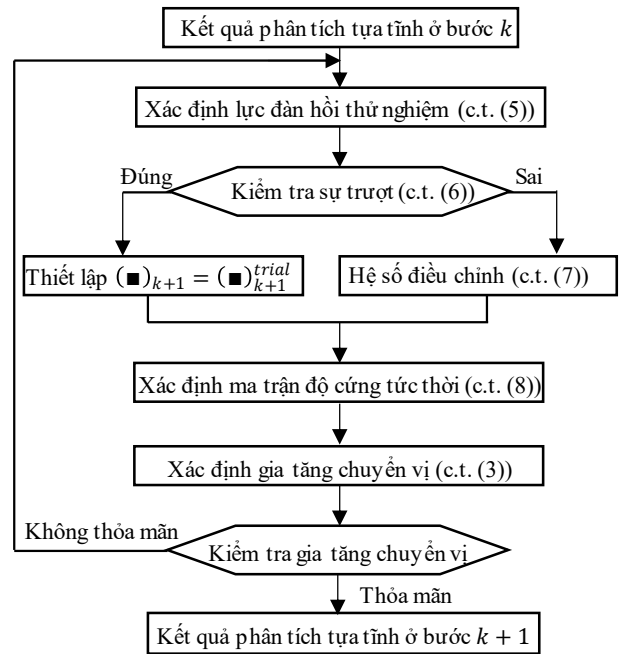 Kết quả phân tích tựa tĩnh ở bước k
Xác định lực đàn hồi thử nghiệm (c.t. (5))
Đúng
Sai
Kiểm tra sự trượt (c.t. (6))
Thiết lập (■)_{k+1} = (■)_{k+1}^{trial}
Hệ số điều chỉnh (c.t. (7))
Xác định ma trận độ cứng tức thời (c.t. (8))
Xác định gia tăng chuyển vị (c.t. (3))
Không thỏa mãn
Kiểm tra gia tăng chuyển vị
Thỏa mãn
Kết quả phân tích tựa tĩnh ở bước k + 1